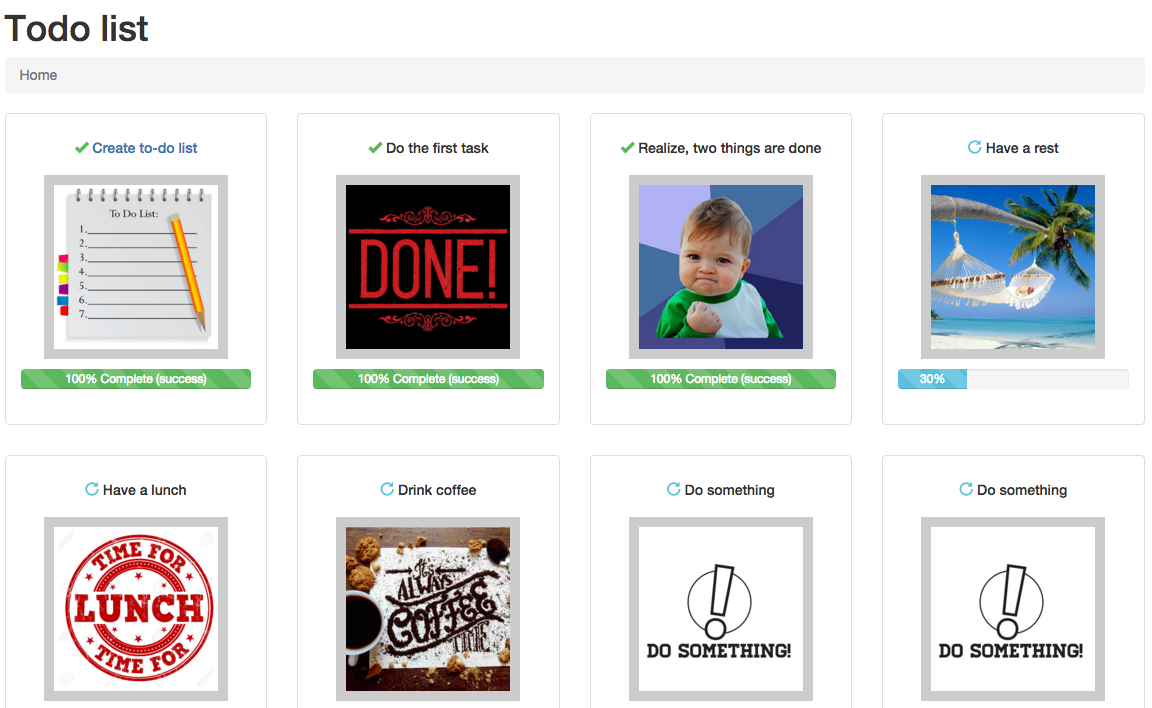 Todo list
Home
Create to-do list
Do the first task
Realize, two things are done
Have a rest
To Do List:
1.
2.
3.
4.
5.
6.
7.
DONE!
100% Complete (success)
100% Complete (success)
100% Complete (success)
30%
Have a lunch
Drink coffee
Do something
Do something
TIME FOR
LUNCH
TIME FOR
IT'S
ALWAYS
COFFEE
TIME
DO SOMETHING!
DO SOMETHING!